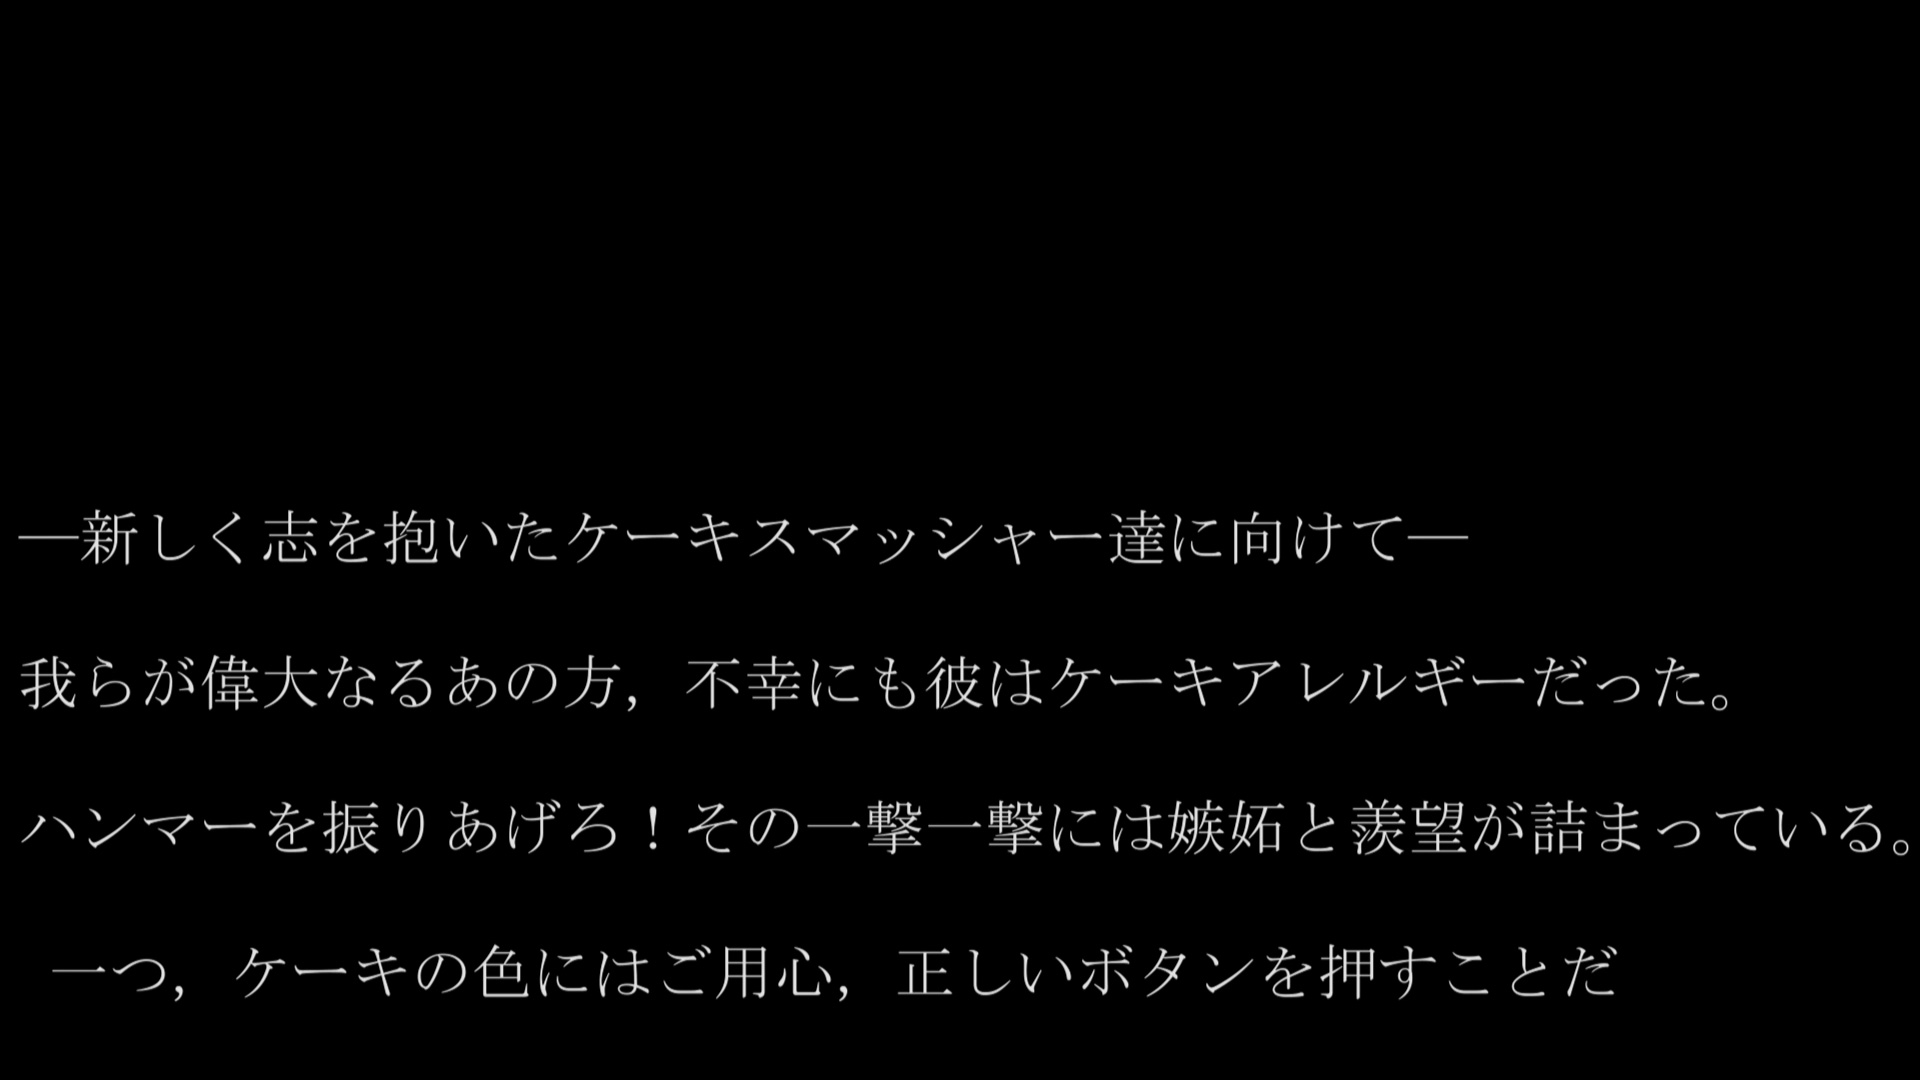 ―新しく志を抱いたケーキスマッシャー達に向けて―
我らが偉大なるあの方，不幸にも彼はケーキアレルギーだった。
ハンマーを振りあげろ！その一撃一撃には嫉妬と羨望が詰まっている。
一つ，ケーキの色にはご用心，正しいボタンを押すことだ